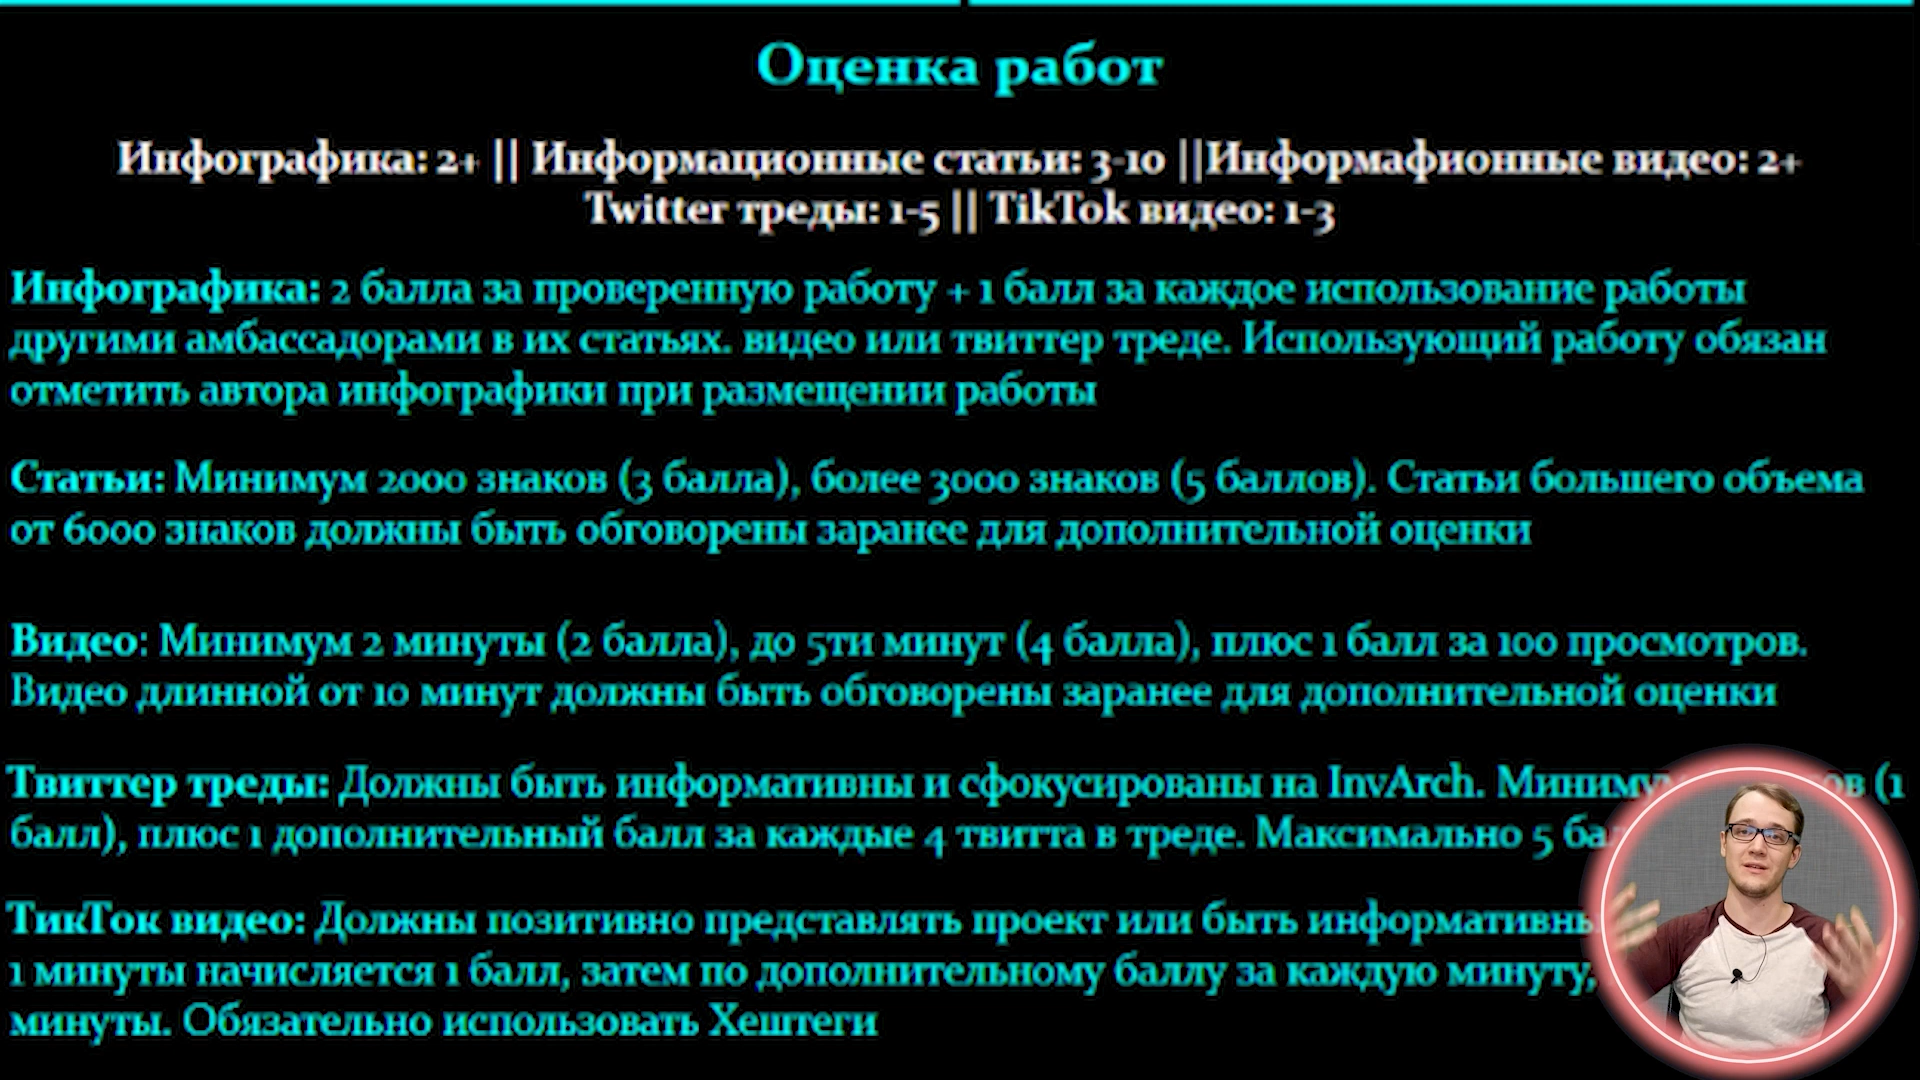 Оценка работ
Инфографика: 2+ || Информационные статьи: 3-10 ||Информафионные видео: 2+
Twitter треды: 1-5 || TikTok видео: 1-3
Инфографика: 2 балла за проверенную работу + 1 балл за каждое использование работы
другими амбассадорами в их статьях. видео или твиттер треде. Использующий работу обязан
отметить автора инфографики при размещении работы
Статьи: Минимум 2000 знаков (3 балла), более 3000 знаков (5 баллов). Статьи большего объема
от 6000 знаков должны быть обговорены заранее для дополнительной оценки
Видео: Минимум 2 минуты (2 балла), до 5ти минут (4 балла), плюс 1 балл за 100 просмотров.
Видео длинной от 10 минут должны быть обговорены заранее для дополнительной оценки
Твиттер треды: Должны быть информативны и сфокусированы на InvArch. (1
балл), плюс 1 дополнительный балл за каждые 4 твитта в треде. Максимально 5
ТикТок видео: Должны позитивно представлять проект или быть
1 минуты начисляется 1 балл, затем по дополнительному баллу за каждую минуту,
минуты. Обязательно использовать Хештеги